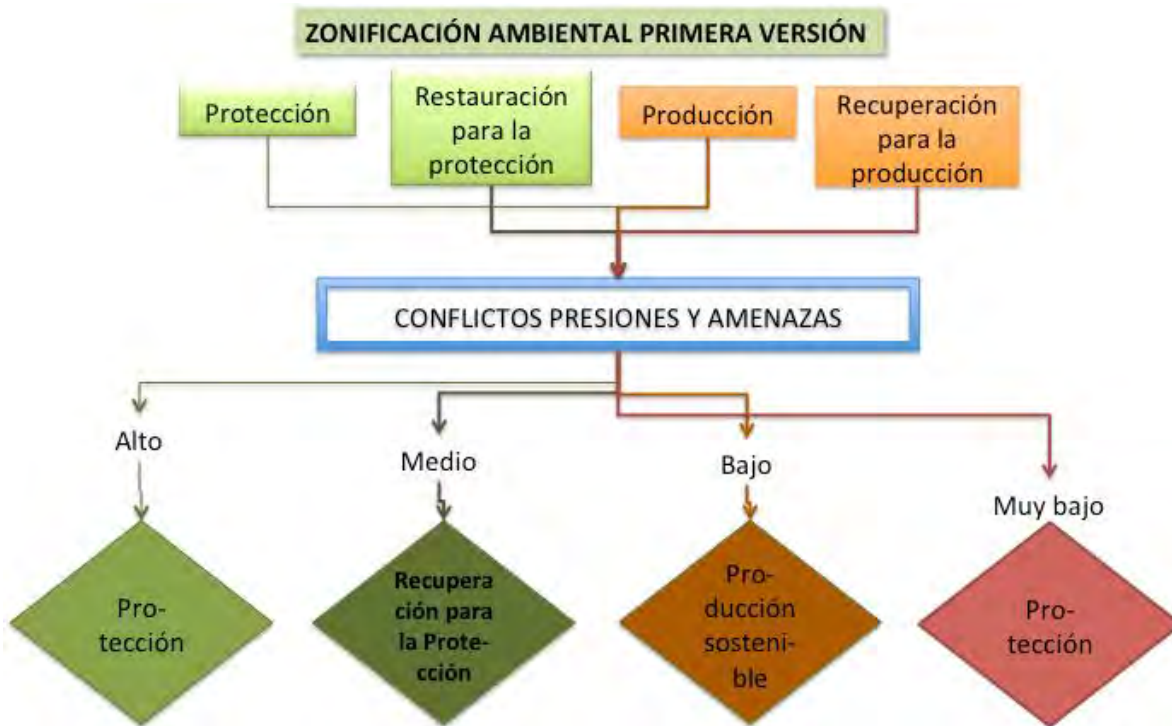 ZONIFICACIÓN AMBIENTAL PRIMERA VERSIÓN
Protección
Restauración
para la
protección
Producción
Recuperación
para la
producción
CONFLICTOS PRESIONES Y AMENAZAS
Alto
Medio
Bajo
Muy bajo
Pro-
tección
Recupera
ción para
la Prote-
cción
Pro-
ducción
sosteni-
ble
Pro-
tección